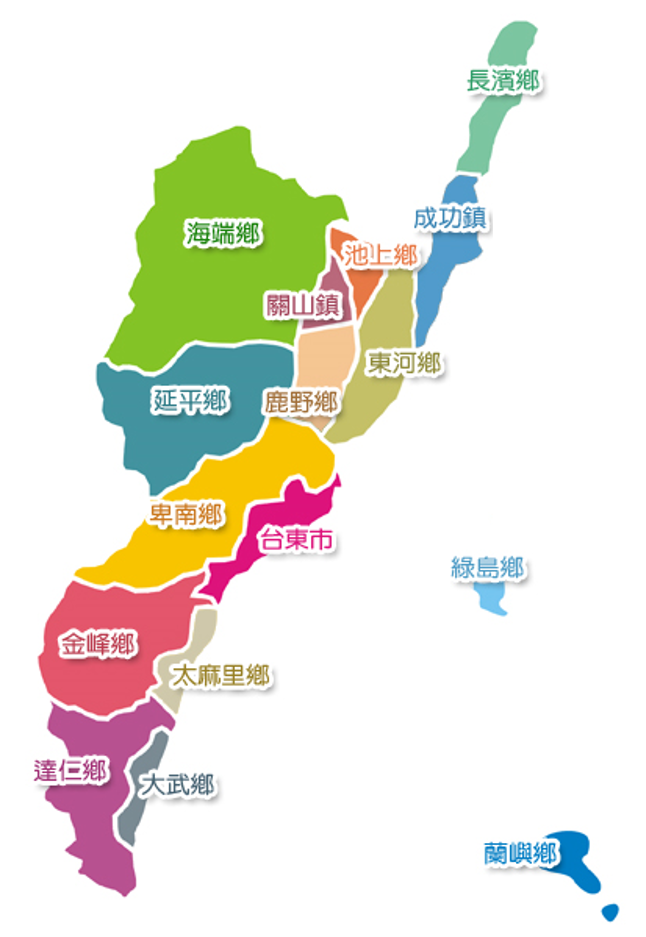 長濱鄉
成功鎮
海端鄉
池上鄉
關山鎮
東河鄉
延平鄉
鹿野鄉
卑南鄉
台東市
綠島鄉
金峰鄉
太麻里鄉
達仁鄉
大武鄉
蘭嶼鄉